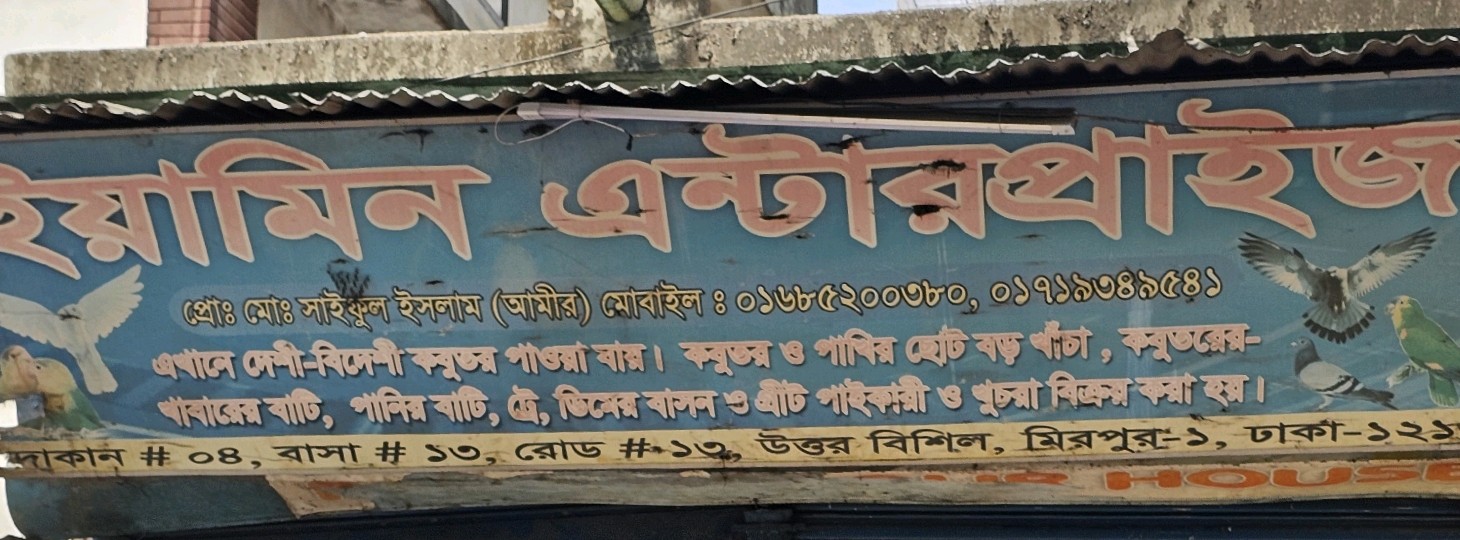 ইয়ামিন এন্টারপ্রাইজ
প্রোঃ মোঃ সাইফুল ইসলাম (আমীর) মোবাইল ঃ ০১৬৮৫২০০৩৮০, ০১৭১৯৩৪৯৫৪১
এখানে দেশী-বিদেশী কবুতর পাওয়া যায়। কবুতর ও পাখির ছোট বড় খাঁচা, কবুতরের-
খাবারের বাটি, পানির বাটি, ট্রে, ডিমের বাসন ও গ্রীট পাইকারী ও খুচরা বিক্রয় করা হয়।
দোকান # ০৪, বাসা # ১৩, রোড # ১৩, উত্তর বিশিল, মিরপুর-১, ঢাকা-১২১
HOUSE